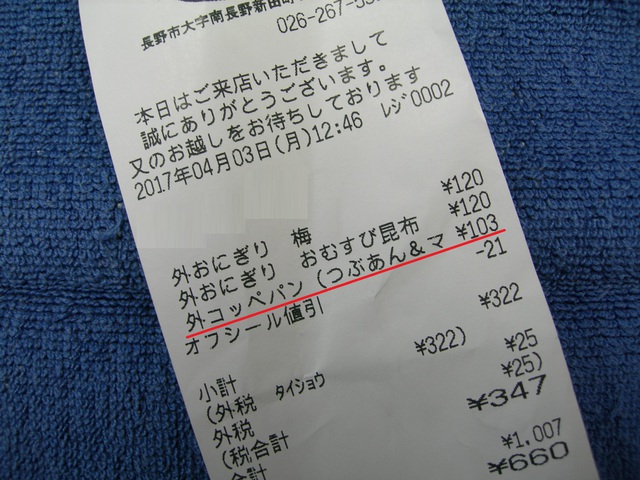 長野市大字南長野新田町
026-267-55
本日はご来店いただきまして
誠にありがとうございます。
又のお越しをお待ちしております
2017年04月03日(月)12:46 レジ0002
外おにぎり 梅 ¥120
外おにぎり おむすび昆布 ¥120
外コッペパン(つぶあん&マ ¥103
オフシール値引 -21
小計 ¥322
(外税 タイショウ ¥322)
外税 ¥25
(税合計 ¥25)
合計 ¥347
¥1,007
¥660